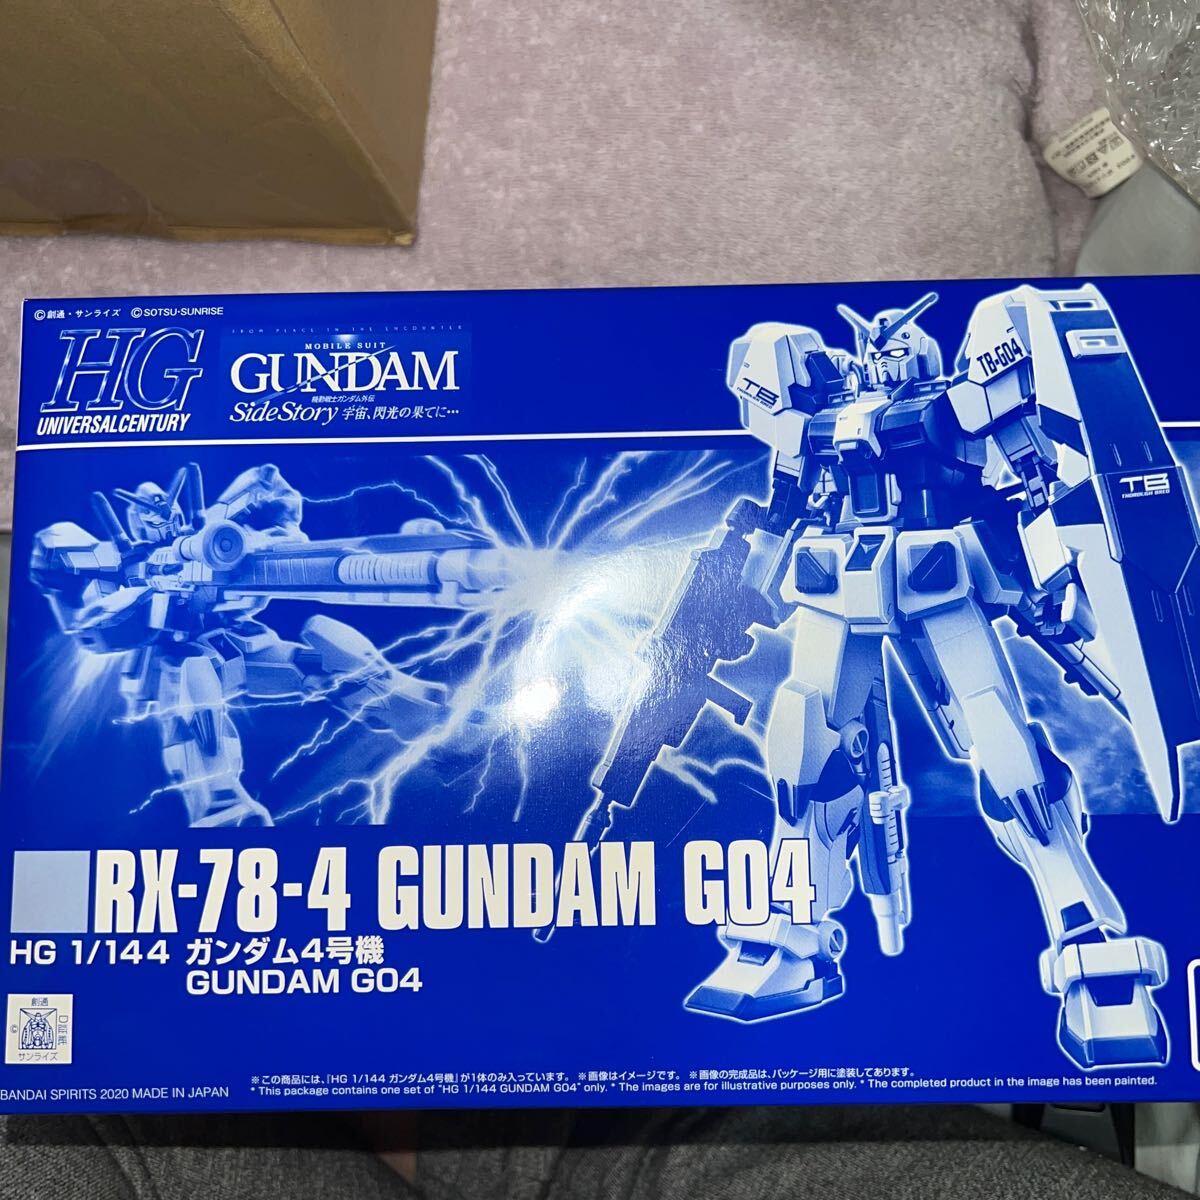 ©創通・サンライズ ©SOTSU・SUNRISE
HG
UNIVERSAL CENTURY
MOBILE SUIT
GUNDAM
機動戦士ガンダム外伝
Side Story 宇宙、閃光の果てに…
TB
TB-G04
TB
THOROUGH BRED
RX-78-4 GUNDAM G04
HG 1/144 ガンダム4号機
GUNDAM G04
創通
©
D証紙
サンライズ
※この商品には、『HG 1/144 ガンダム4号機』が1体のみ入っています。 ※画像はイメージです。 ※画像の完成品は、パッケージ用に塗装してあります。
* This package contains one set of "HG 1/144 GUNDAM G04" only. * The images are for illustrative purposes only. * The completed product in the image has been painted.
BANDAI SPIRITS 2020 MADE IN JAPAN